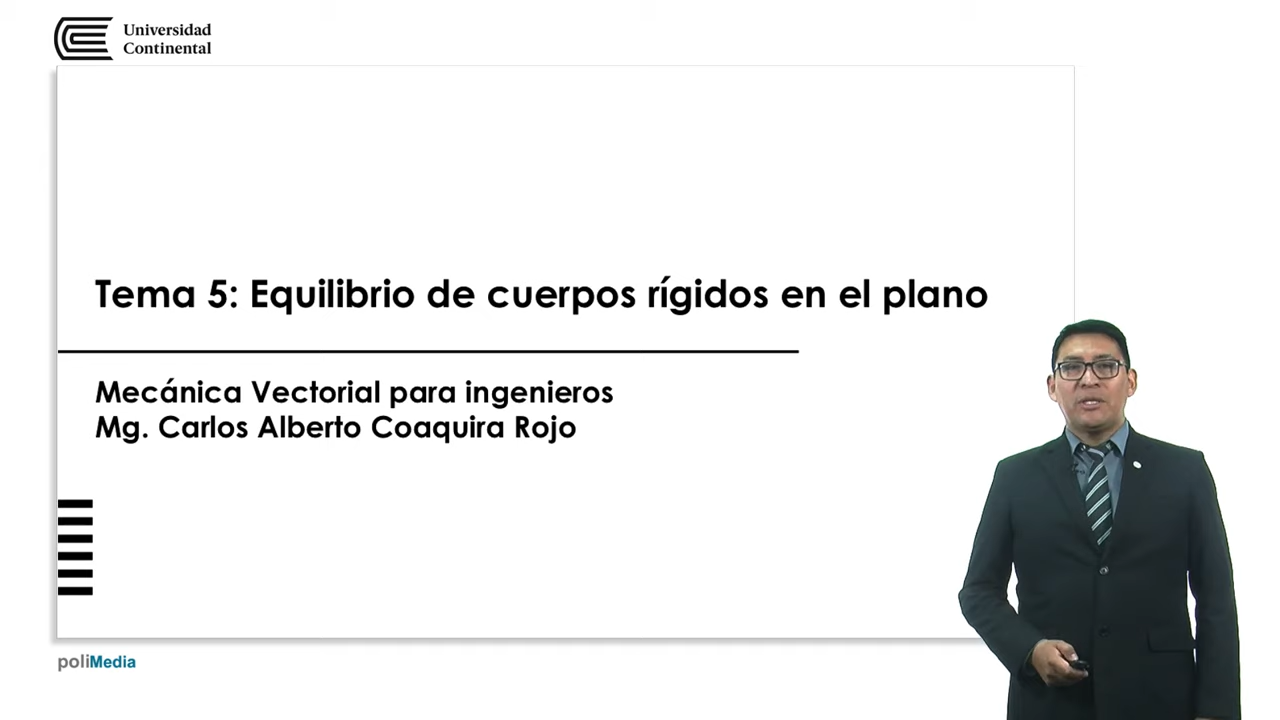 Universidad
Continental
Tema 5: Equilibrio de cuerpos rígidos en el plano
Mecánica Vectorial para ingenieros
Mg. Carlos Alberto Coaquira Rojo
poliMedia